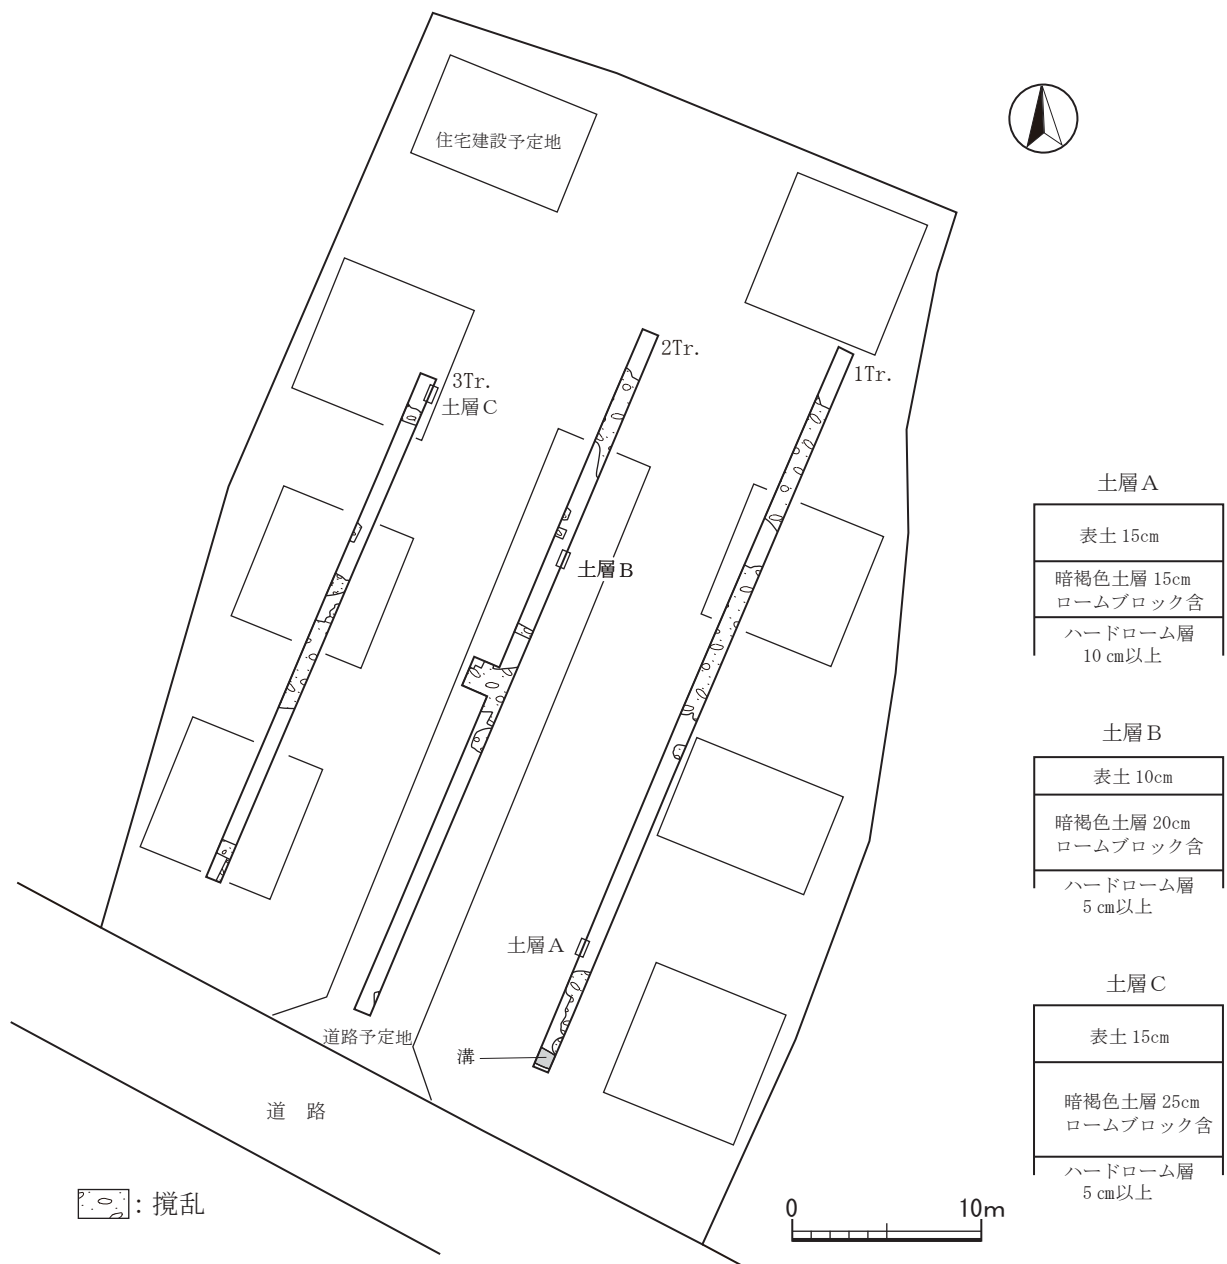 住宅建設予定地
2Tr.
1Tr.
3Tr.
土層C
土層B
土層A
道路予定地
溝
道　路
：撹乱
0 10m
土層A
表土 15cm
暗褐色土層 15cm
ロームブロック含
ハードローム層
10 cm以上
土層B
表土 10cm
暗褐色土層 20cm
ロームブロック含
ハードローム層
5 cm以上
土層C
表土 15cm
暗褐色土層 25cm
ロームブロック含
ハードローム層
5 cm以上